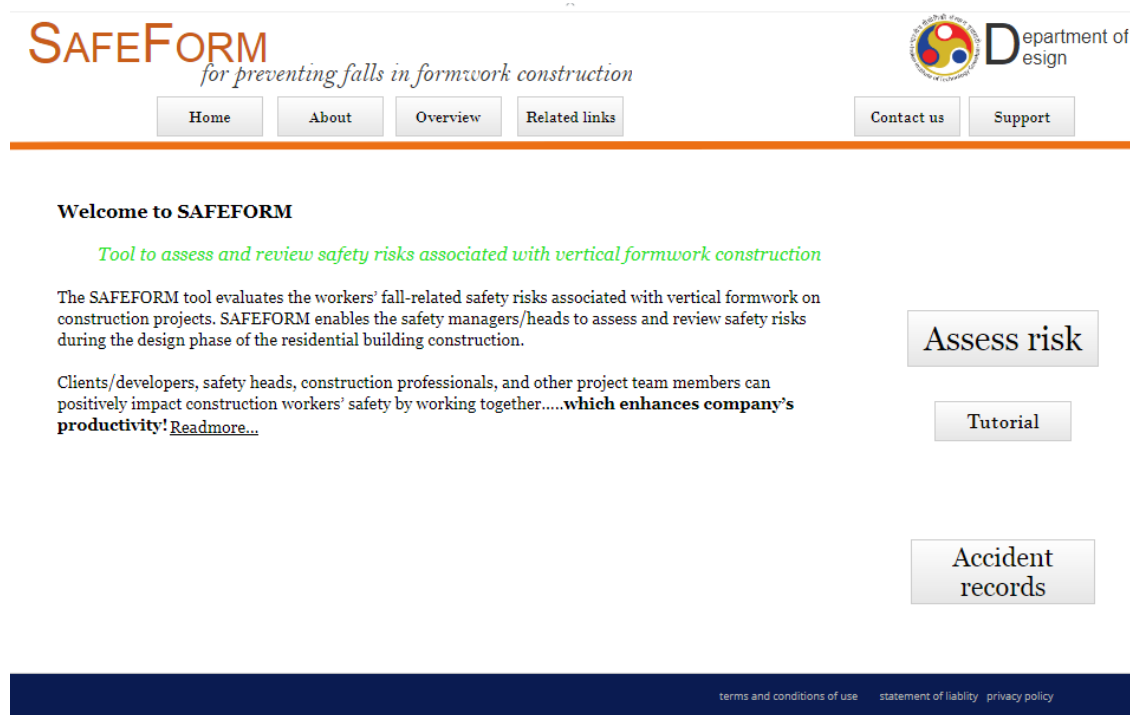 SAFEFORM
for preventing falls in formwork construction
Department of
Design
Home About Overview Related links Contact us Support
Welcome to SAFEFORM
Tool to assess and review safety risks associated with vertical formwork construction
The SAFEFORM tool evaluates the workers’ fall-related safety risks associated with vertical formwork on
construction projects. SAFEFORM enables the safety managers/heads to assess and review safety risks
during the design phase of the residential building construction.
Clients/developers, safety heads, construction professionals, and other project team members can
positively impact construction workers’ safety by working together.....which enhances company’s
productivity! Readmore...
Assess risk
Tutorial
Accident
records
terms and conditions of use statement of liablity privacy policy